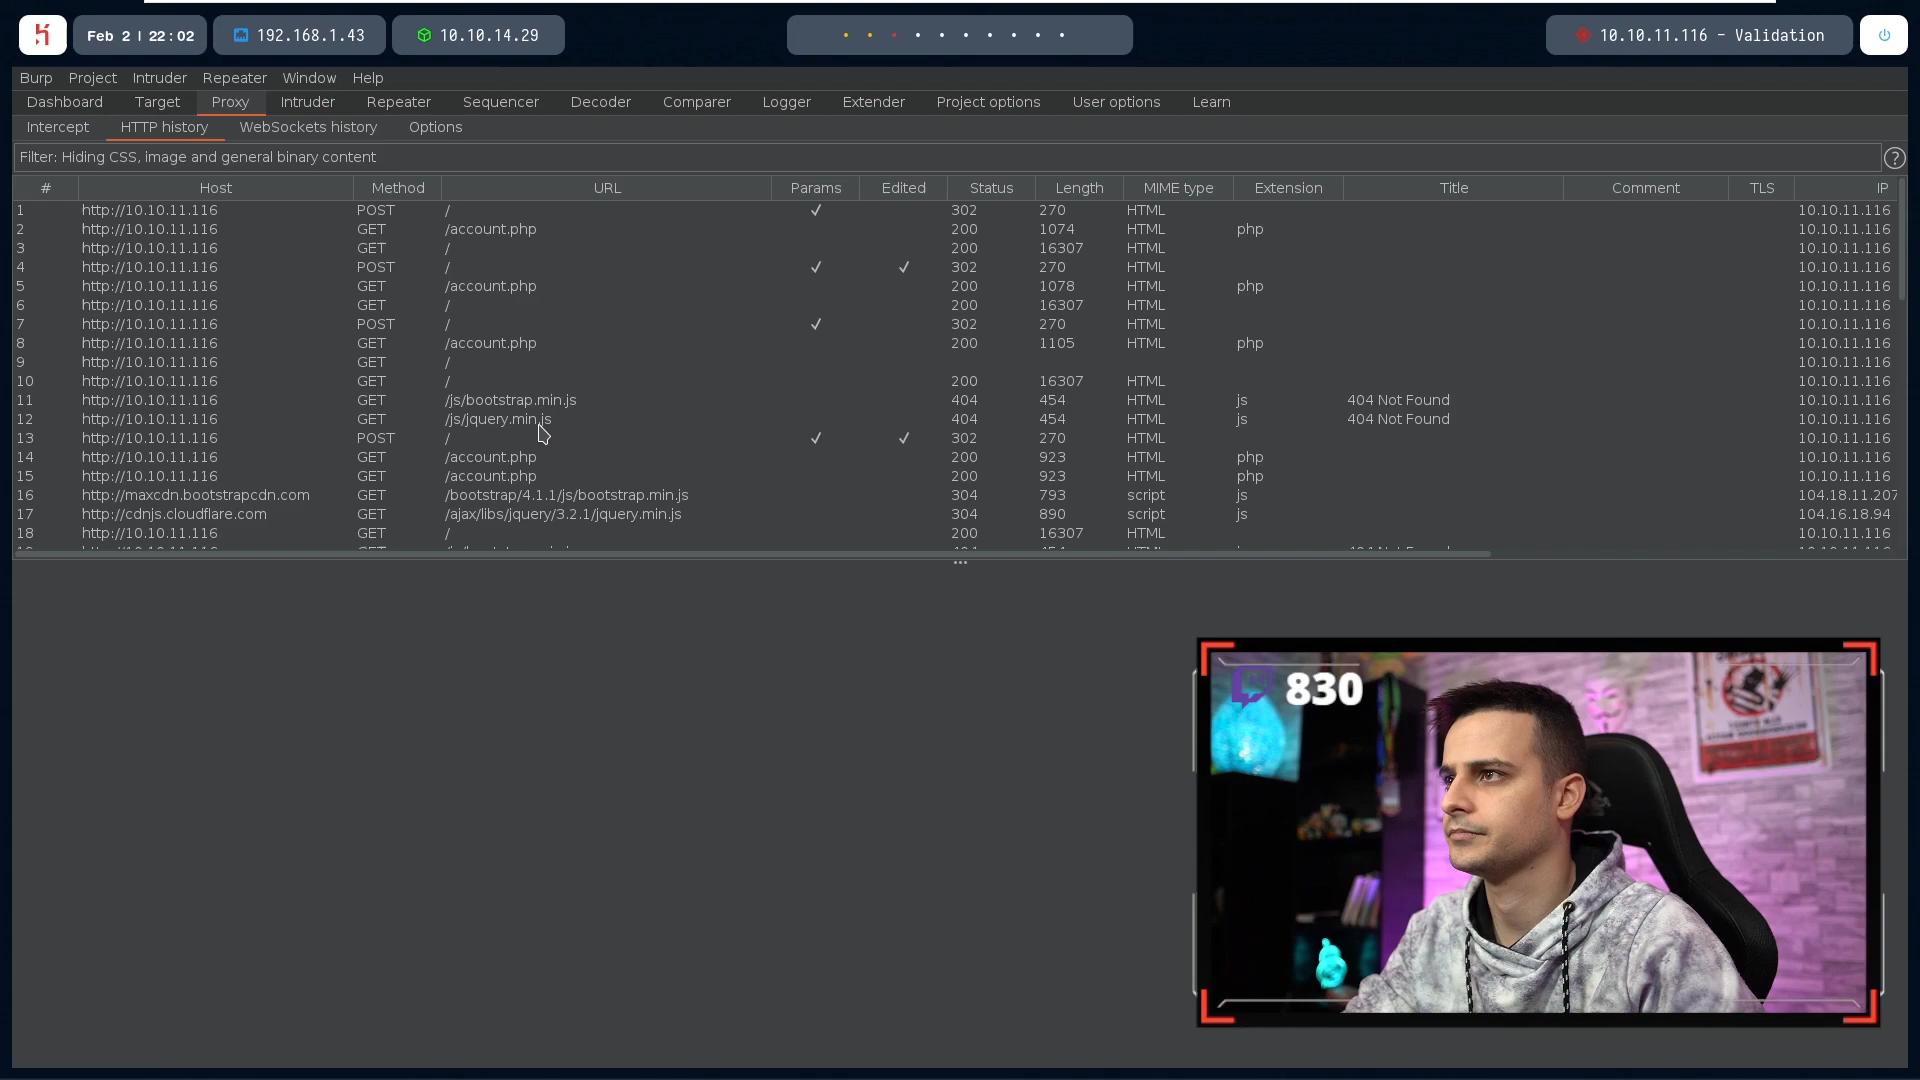 Feb 2 | 22:02 192.168.1.43 10.10.14.29 10.10.11.116 - Validation
Burp Project Intruder Repeater Window Help
Dashboard Target Proxy Intruder Repeater Sequencer Decoder Comparer Logger Extender Project options User options Learn
Intercept HTTP history WebSockets history Options
Filter: Hiding CSS, image and general binary content ?
# Host Method URL Params Edited Status Length MIME type Extension Title Comment TLS IP
1 http://10.10.11.116 POST / ✓ 302 270 HTML 10.10.11.116
2 http://10.10.11.116 GET /account.php 200 1074 HTML php 10.10.11.116
3 http://10.10.11.116 GET / 200 16307 HTML 10.10.11.116
4 http://10.10.11.116 POST / ✓ ✓ 302 270 HTML 10.10.11.116
5 http://10.10.11.116 GET /account.php 200 1078 HTML php 10.10.11.116
6 http://10.10.11.116 GET / 200 16307 HTML 10.10.11.116
7 http://10.10.11.116 POST / ✓ 302 270 HTML 10.10.11.116
8 http://10.10.11.116 GET /account.php 200 1105 HTML php 10.10.11.116
9 http://10.10.11.116 GET / 10.10.11.116
10 http://10.10.11.116 GET / 200 16307 HTML 10.10.11.116
11 http://10.10.11.116 GET /js/bootstrap.min.js 404 454 HTML js 404 Not Found 10.10.11.116
12 http://10.10.11.116 GET /js/jquery.min.js 404 454 HTML js 404 Not Found 10.10.11.116
13 http://10.10.11.116 POST / ✓ ✓ 302 270 HTML 10.10.11.116
14 http://10.10.11.116 GET /account.php 200 923 HTML php 10.10.11.116
15 http://10.10.11.116 GET /account.php 200 923 HTML php 10.10.11.116
16 http://maxcdn.bootstrapcdn.com GET /bootstrap/4.1.1/js/bootstrap.min.js 304 793 script js 104.18.11.207
17 http://cdnjs.cloudflare.com GET /ajax/libs/jquery/3.2.1/jquery.min.js 304 890 script js 104.16.18.94
18 http://10.10.11.116 GET / 200 16307 HTML 10.10.11.116
830